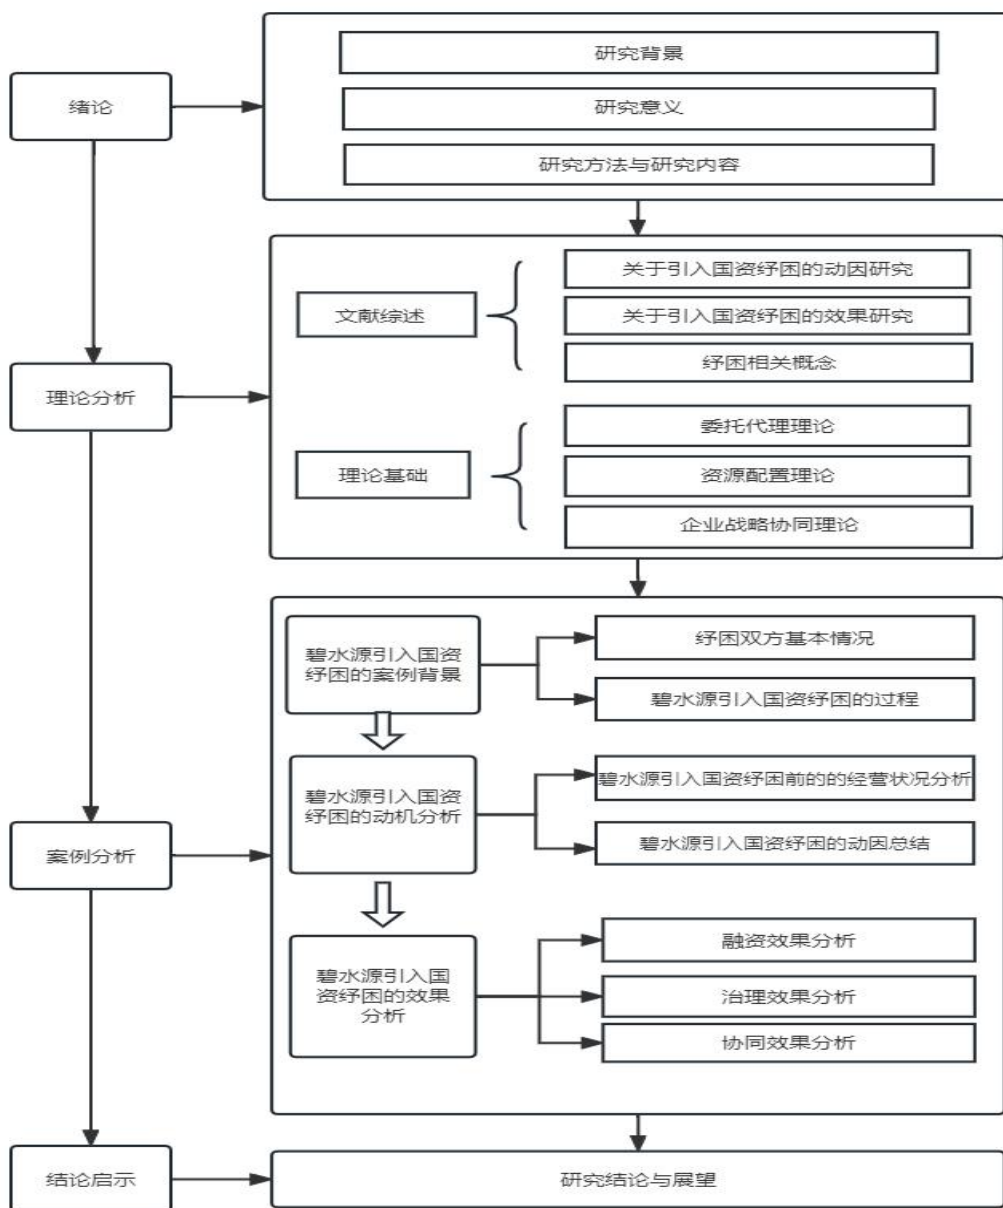 绪论
研究背景
研究意义
研究方法与研究内容
理论分析
文献综述
关于引入国资纾困的动因研究
关于引入国资纾困的效果研究
纾困相关概念
理论基础
委托代理理论
资源配置理论
企业战略协同理论
案例分析
碧水源引入国资
纾困的案例背景
纾困双方基本情况
碧水源引入国资纾困的过程
碧水源引入国资
纾困的动机分析
碧水源引入国资纾困前的的经营状况分析
碧水源引入国资纾困的动因总结
碧水源引入国
资纾困的效果
分析
融资效果分析
治理效果分析
协同效果分析
结论启示
研究结论与展望